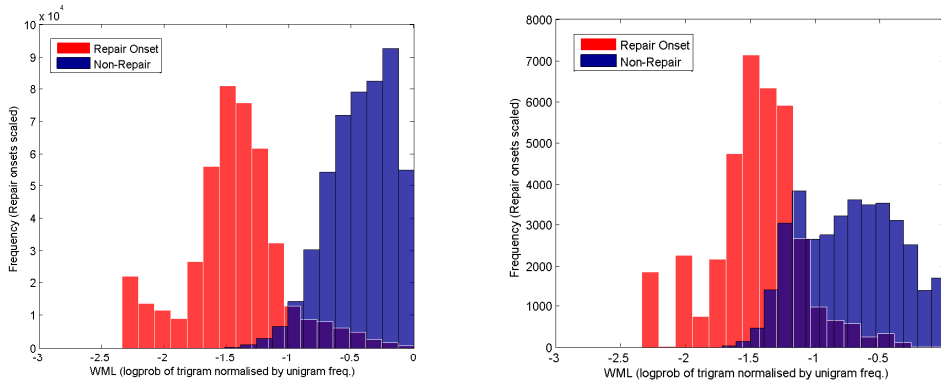 x 10⁴
10
9
8
7
6
5
4
3
2
1
0
Frequency (Repair onsets scaled)
Repair Onset
Non-Repair
-3 -2.5 -2 -1.5 -1 -0.5 0
WML (logprob of trigram normalised by unigram freq.)
8000
7000
6000
5000
4000
3000
2000
1000
0
Frequency (Repair onsets scaled)
Repair Onset
Non-Repair
-3 -2.5 -2 -1.5 -1 -0.5
WML (logprob of trigram normalised by unigram freq.)